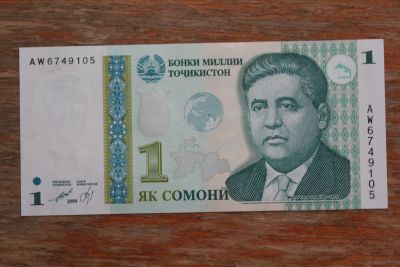 AW6749105
БОНКИ МИЛЛИИ
ТОҶИКИСТОН
1
1
ЯК СОМОНӢ
1
1999
AW6749105